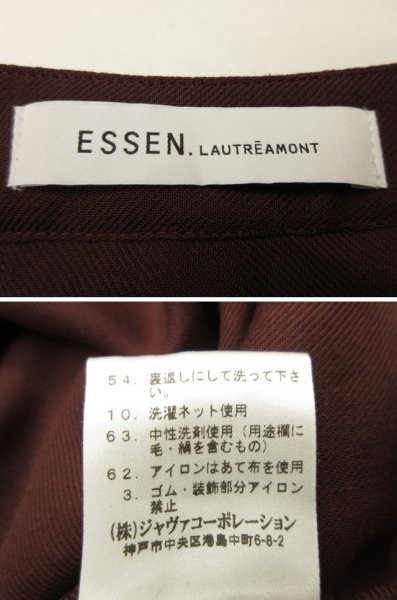 ESSEN. LAUTRĒAMONT
54. 裏返しにして洗って下さ
い。
10. 洗濯ネット使用
63. 中性洗剤使用（用途欄に
毛・絹を含むもの）
62. アイロンはあて布を使用
3. ゴム・装飾部分アイロン
禁止
(株)ジャヴァコーポレーション
神戸市中央区港島中町6-8-2